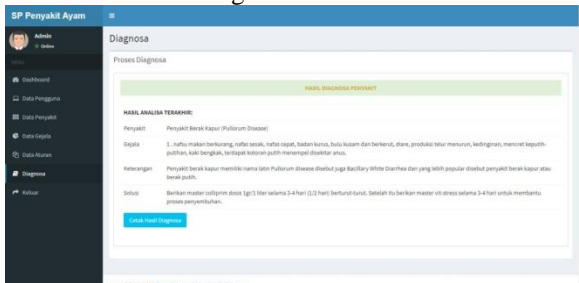 SP Penyakit Ayam
Admin
Online
Diagnosa
MENU
Proses Diagnosa
Dashboard
Data Pengguna
Data Penyakit
Data Gejala
Data Aturan
Diagnosa
Keluar
HASIL DIAGNOSA PENYAKIT
HASIL ANALISA TERAKHIR:
Penyakit Penyakit Berak Kapur (Pullorum Disease)
Gejala 1 . nafsu makan berkurang, nafas sesak, nafas cepat, badan kurus, bulu kusam dan berkerut, diare, produksi telur menurun, kedinginan, mencret keputih-
putihan, kaki bengkak, terdapat kotoran putih menempel disekitar anus.
Keterangan Penyakit berak kapur memiliki nama latin Pullorum disease disebut juga Bacillary White Diarrhea dan yang lebih popular disebut penyakit berak kapur atau
berak putih.
Solusi Berikan master colliprim dosis 1gr/1 liter selama 3-4 hari (1/2 hari) berturut-turut. Setelah itu berikan master vit-stress selama 3-4 hari untuk membantu
proses penyembuhan.
Cetak Hasil Diagnosa